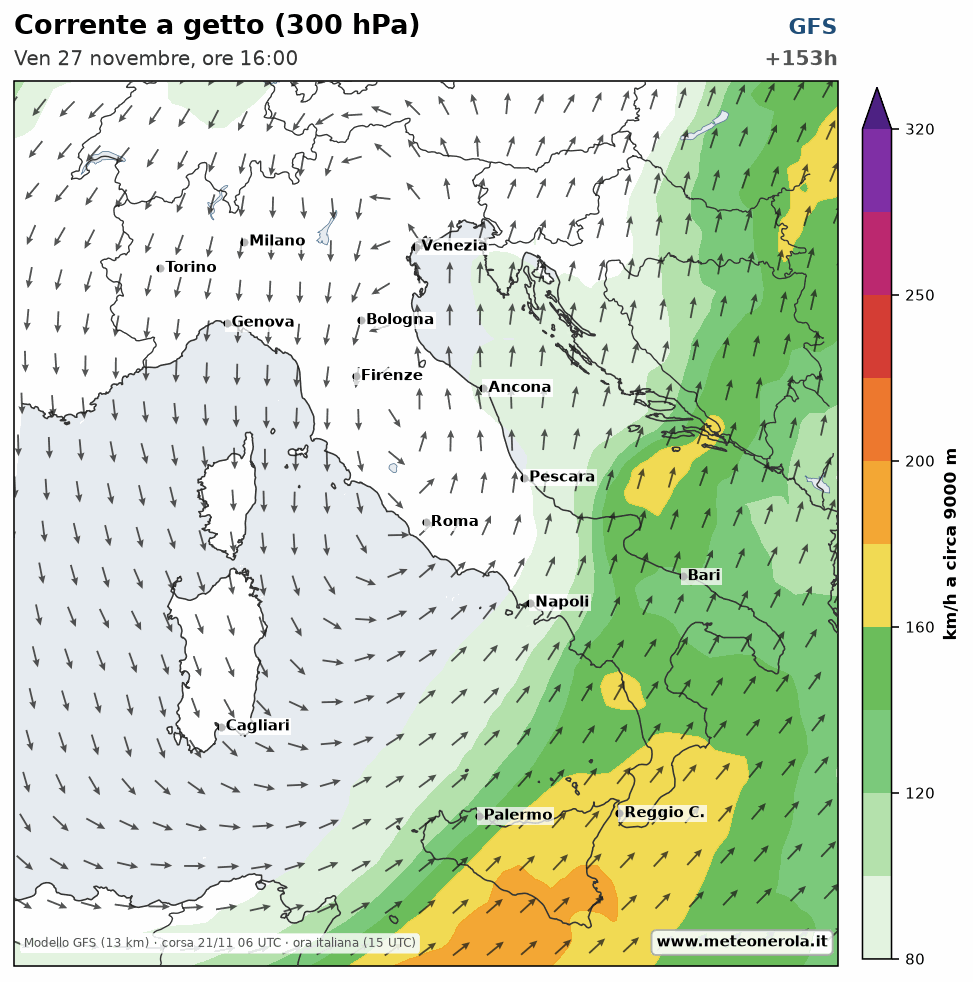 Corrente a getto (300 hPa)
GFS
Ven 27 novembre, ore 16:00
+153h
Milano
Venezia
Torino
Genova
Bologna
Firenze
Ancona
Pescara
Roma
Bari
Napoli
Cagliari
Palermo
Reggio C.
320
250
200
160
120
80
km/h a circa 9000 m
Modello GFS (13 km) · corsa 21/11 06 UTC · ora italiana (15 UTC)
www.meteonerola.it